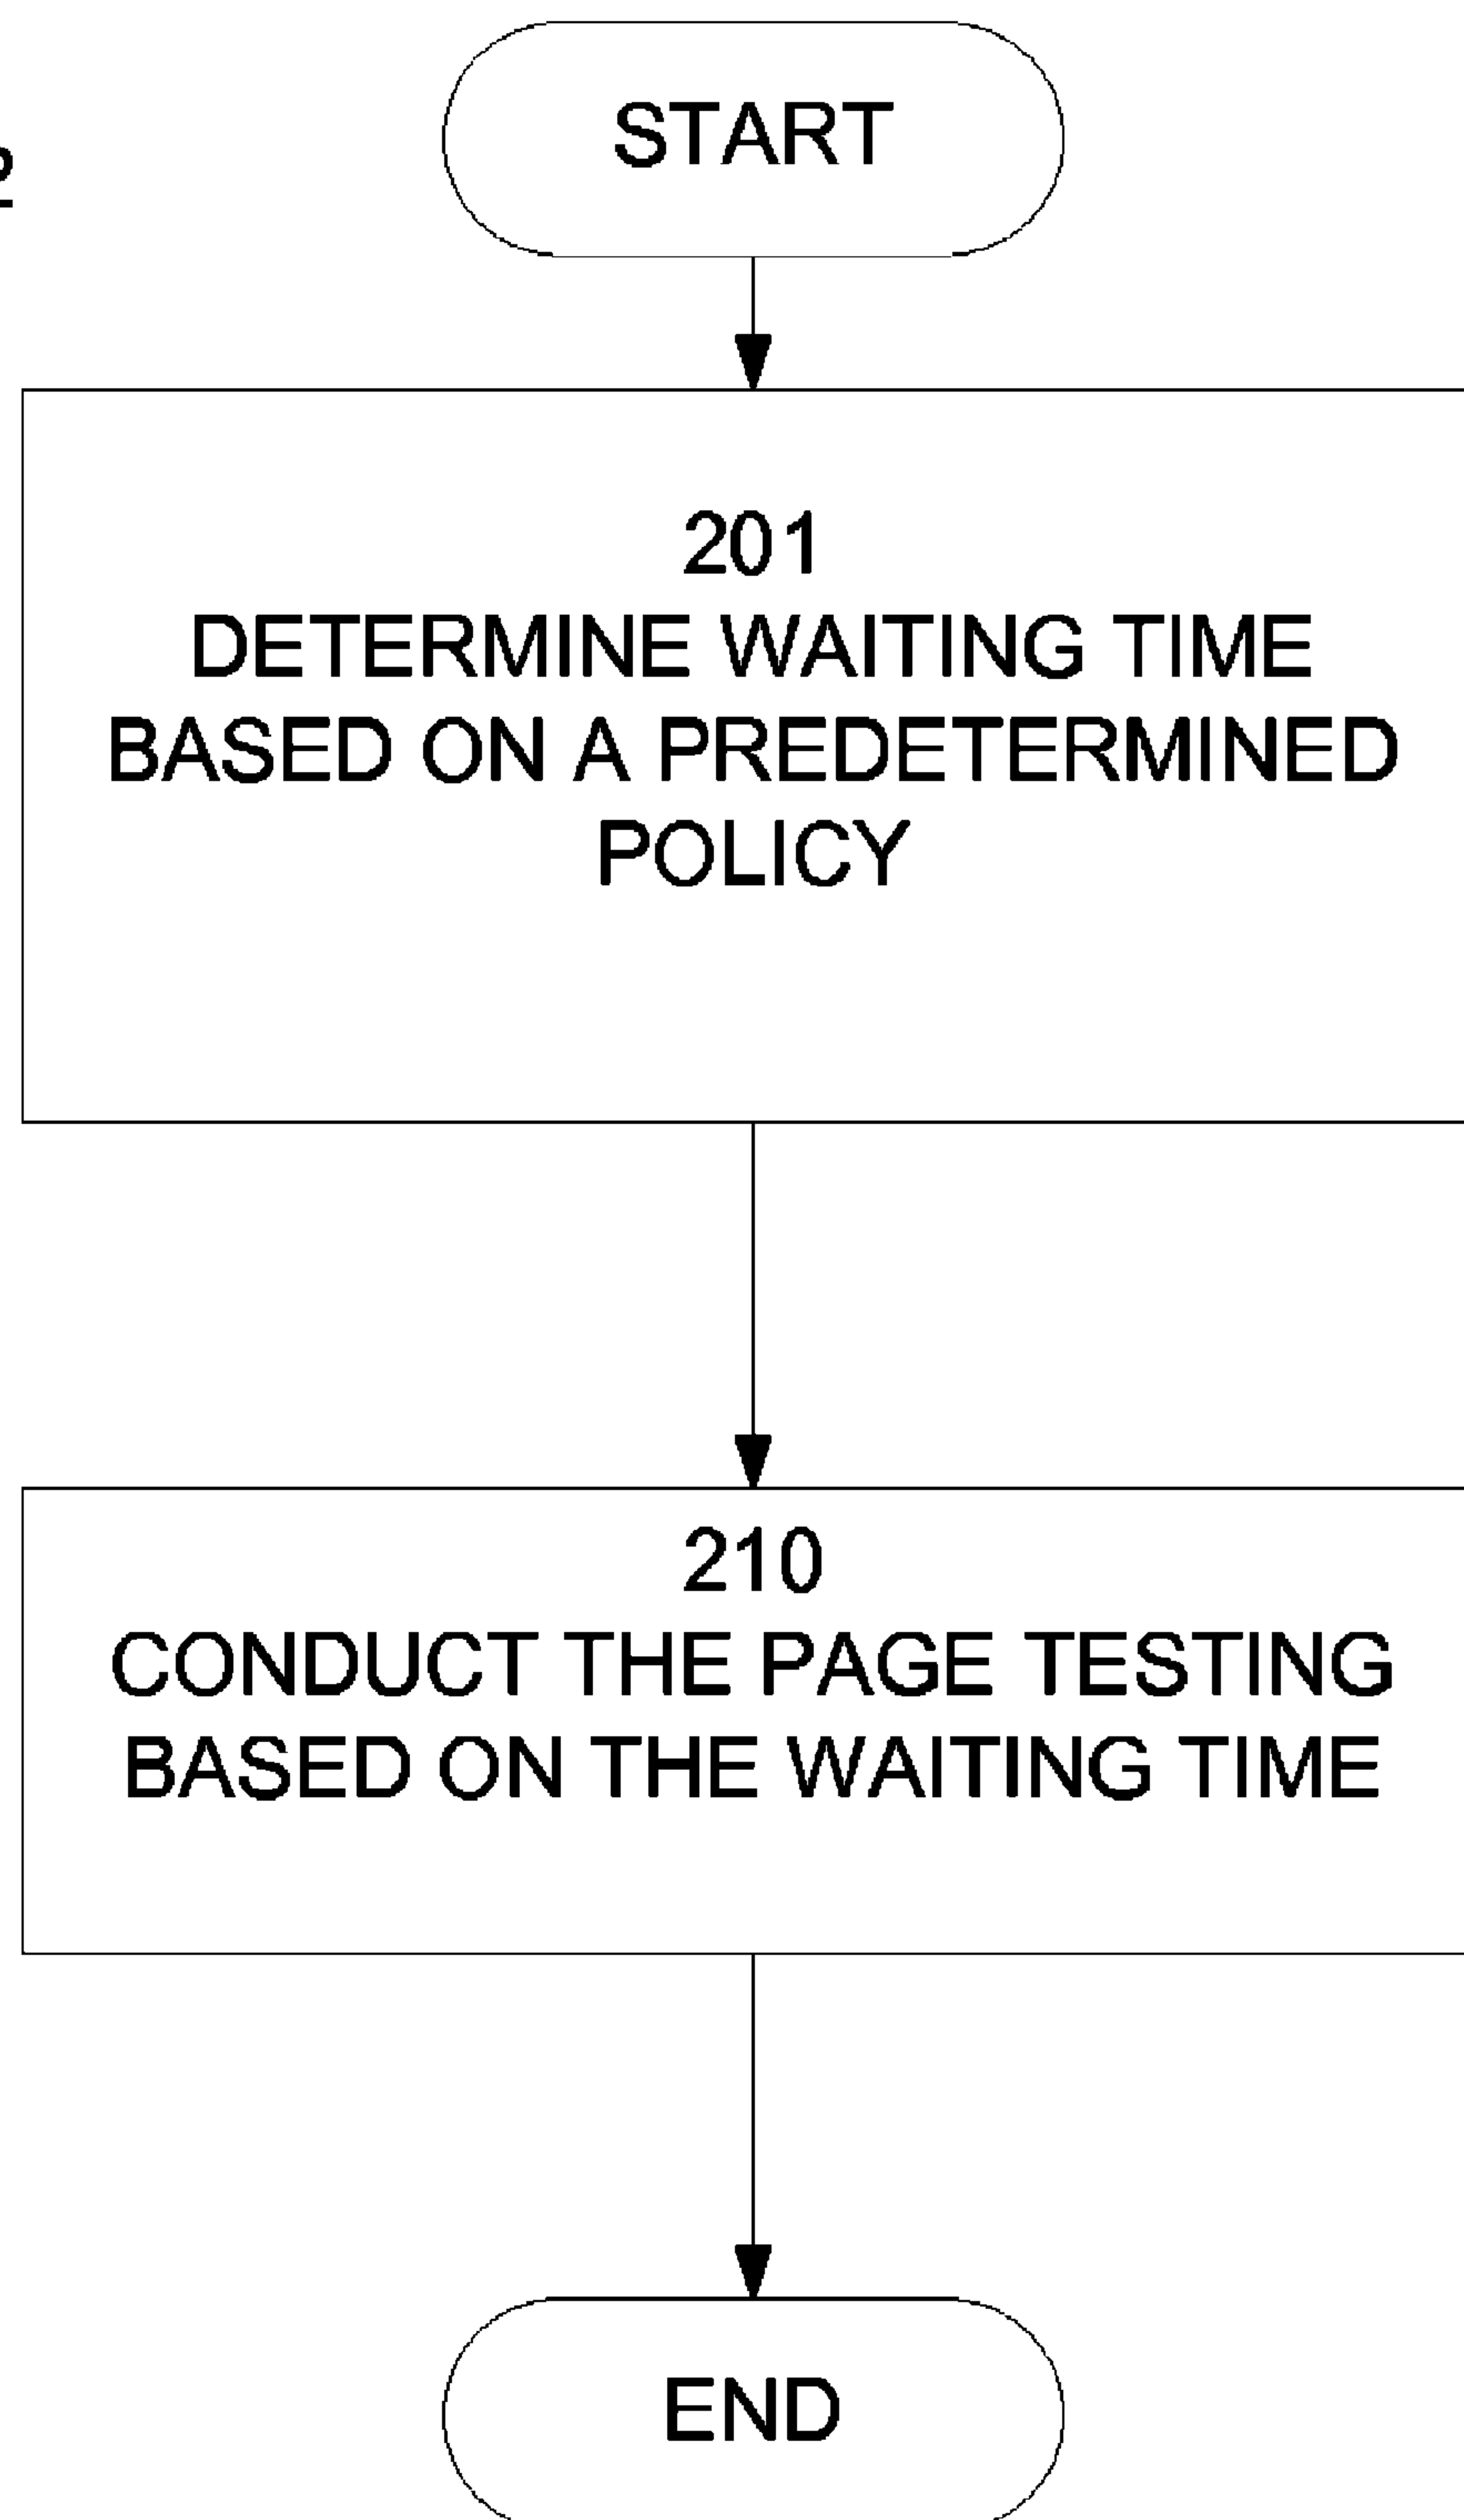 START
201
DETERMINE WAITING TIME
BASED ON A PREDETERMINED
POLICY
210
CONDUCT THE PAGE TESTING
BASED ON THE WAITING TIME
END